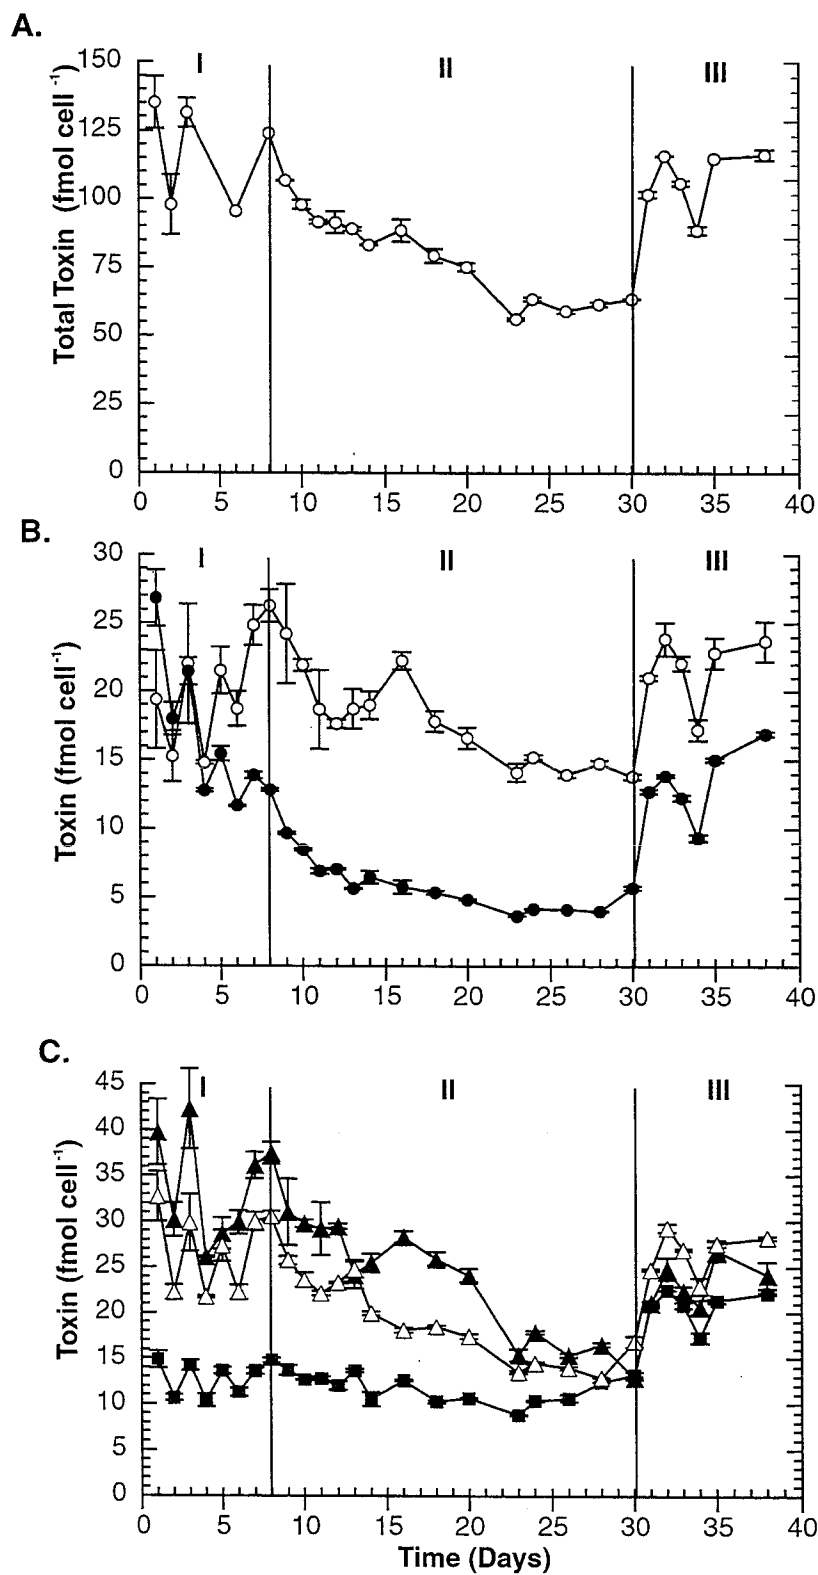 A.
I II III
Total Toxin (fmol cell⁻¹)
150
125
100
75
50
25
0
0 5 10 15 20 25 30 35 40
B.
I II III
Toxin (fmol cell⁻¹)
30
25
20
15
10
5
0
0 5 10 15 20 25 30 35 40
C.
I II III
Toxin (fmol cell⁻¹)
45
40
35
30
25
20
15
10
5
0
0 5 10 15 20 25 30 35 40
Time (Days)